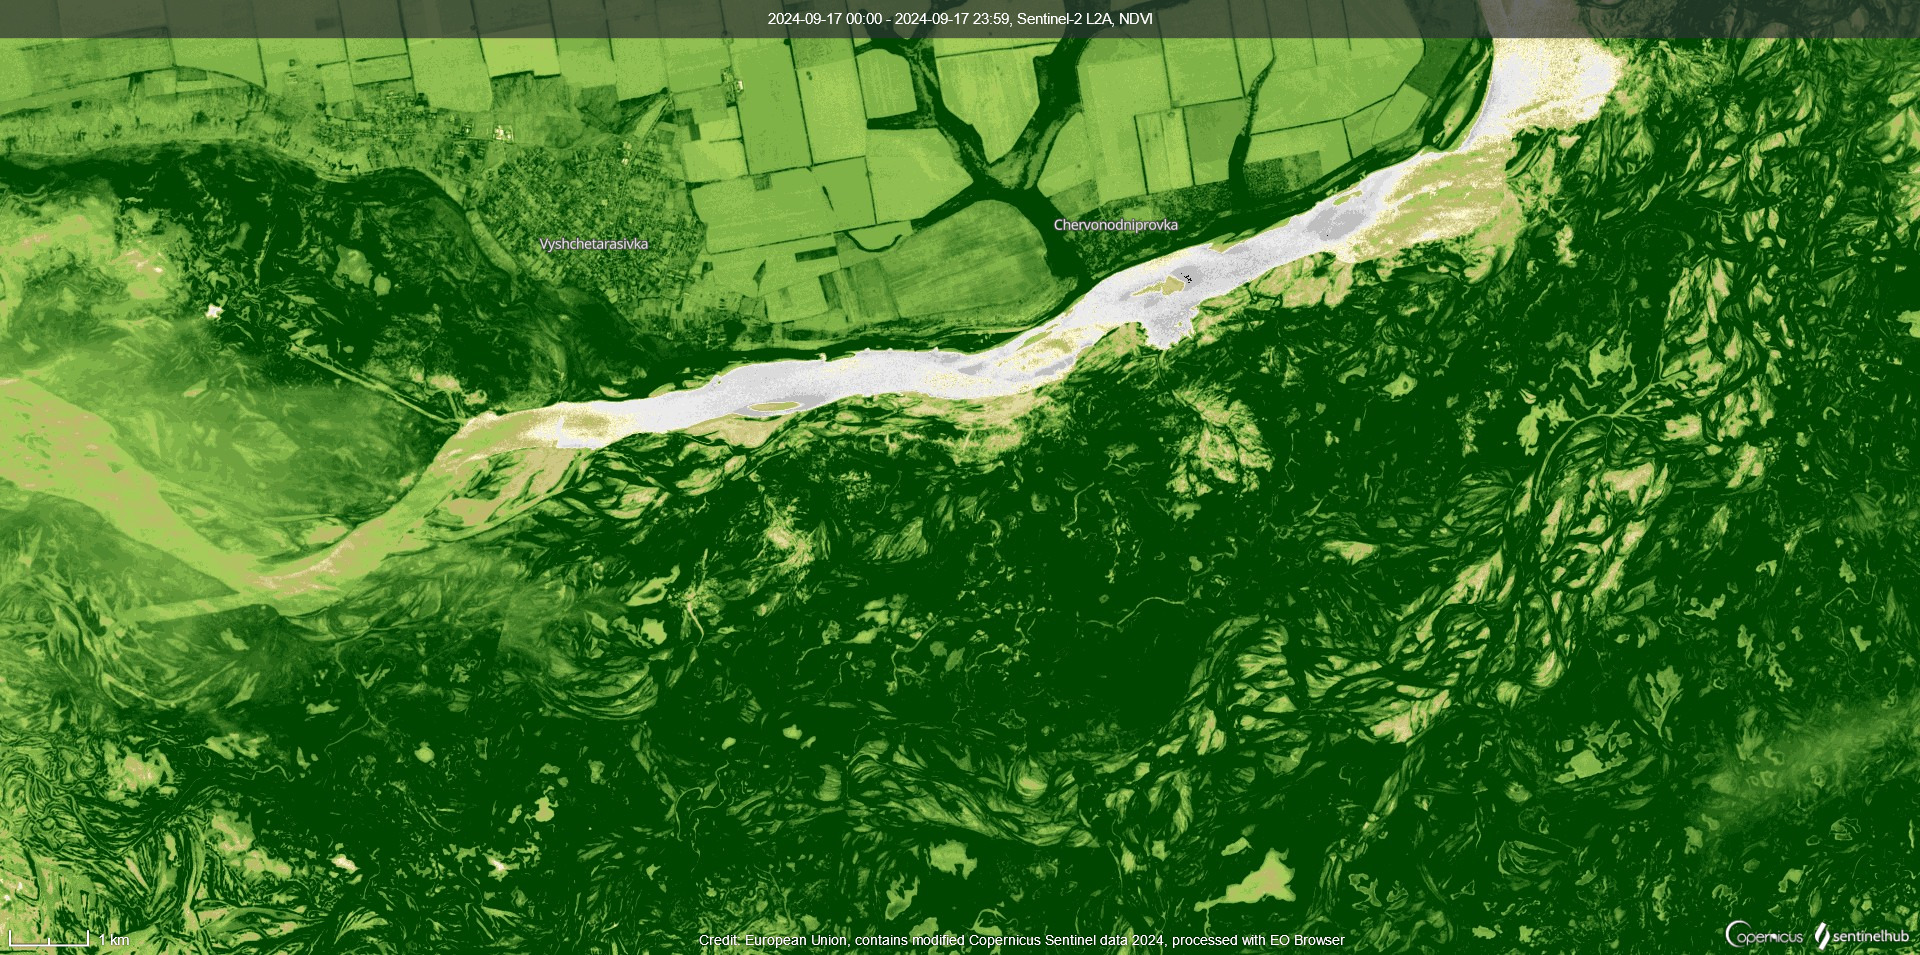 2024-09-17 00:00 - 2024-09-17 23:59, Sentinel-2 L2A, NDVI
Chervonodniprovka
Vyshchetarasivka
1 km
Credit: European Union, contains modified Copernicus Sentinel data 2024, processed with EO Browser
opernicus
sentinelhub